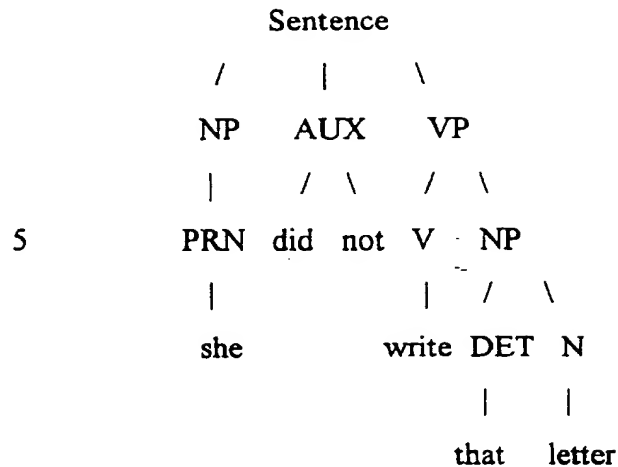 Sentence
/ | \
NP AUX VP
| / \ / \
5 PRN did not V NP
| | / \
she write DET N
| |
that letter